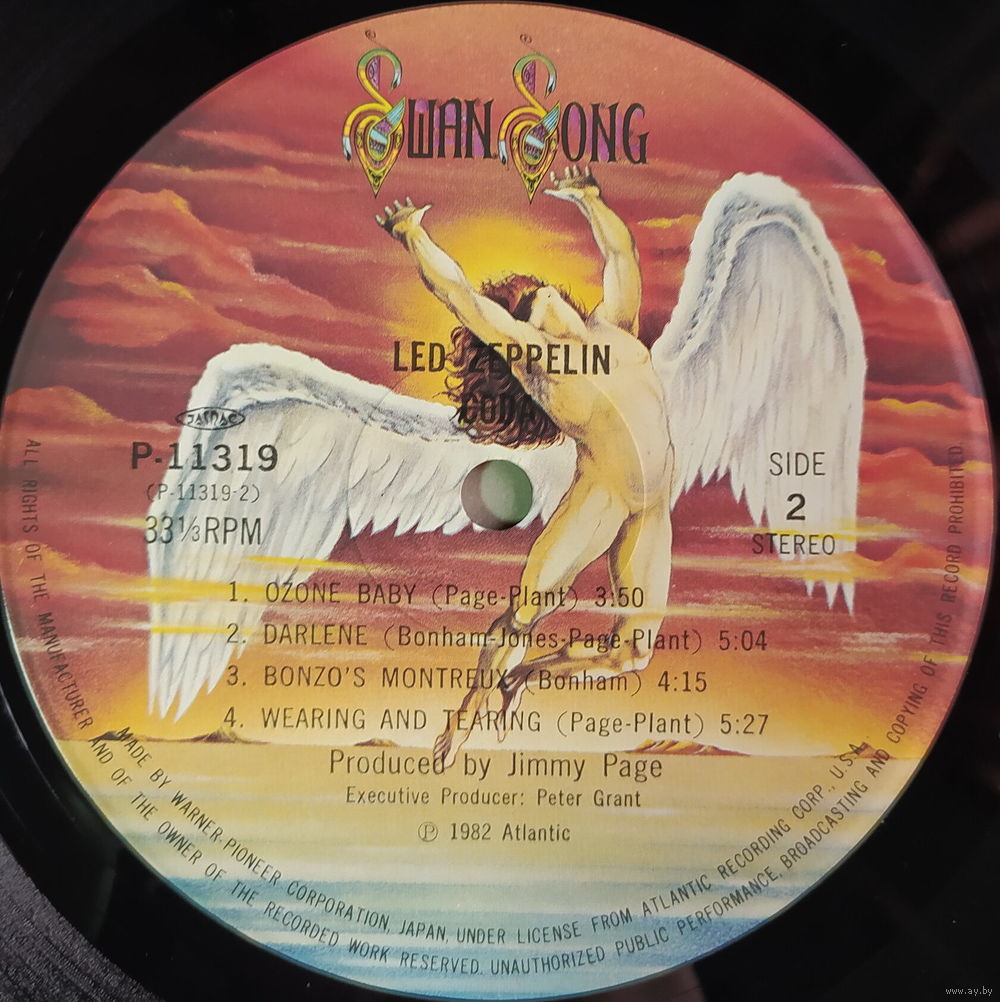 SWAN SONG
LED ZEPPELIN
CODA
JASRAC
P-11319
(P-11319-2)
33⅓RPM
SIDE
2
STEREO
1. OZONE BABY (Page-Plant) 3:50
2. DARLENE (Bonham-Jones-Page-Plant) 5:04
3. BONZO'S MONTREUX (Bonham) 4:15
4. WEARING AND TEARING (Page-Plant) 5:27
Produced by Jimmy Page
Executive Producer: Peter Grant
℗ 1982 Atlantic
MADE BY WARNER-PIONEER CORPORATION, JAPAN, UNDER LICENSE FROM ATLANTIC RECORDING CORP., U.S.A.
ALL RIGHTS OF THE MANUFACTURER AND OF THE OWNER OF THE RECORDED WORK RESERVED. UNAUTHORIZED PUBLIC PERFORMANCE, BROADCASTING AND COPYING OF THIS RECORD PROHIBITED.
www.ay.by